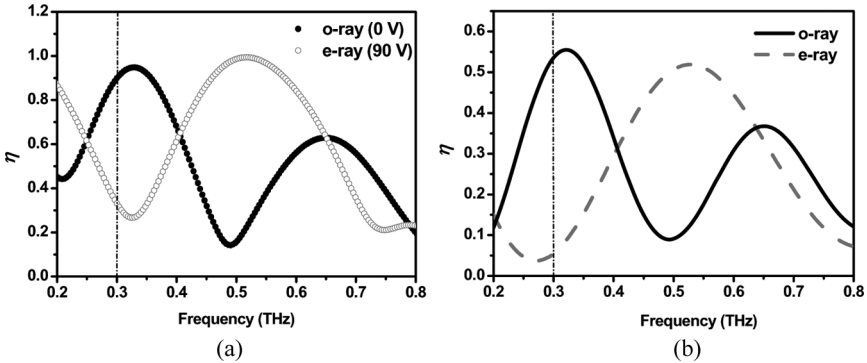 o-ray (0 V)
e-ray (90 V)
1.2
1.0
0.8
0.6
0.4
0.2
0.0
η
0.2 0.3 0.4 0.5 0.6 0.7 0.8
Frequency (THz)
(a)
o-ray
e-ray
0.6
0.5
0.3
0.2
0.1
0.0
η
0.2 0.3 0.4 0.5 0.6 0.7 0.8
Frequency (THz)
(b)